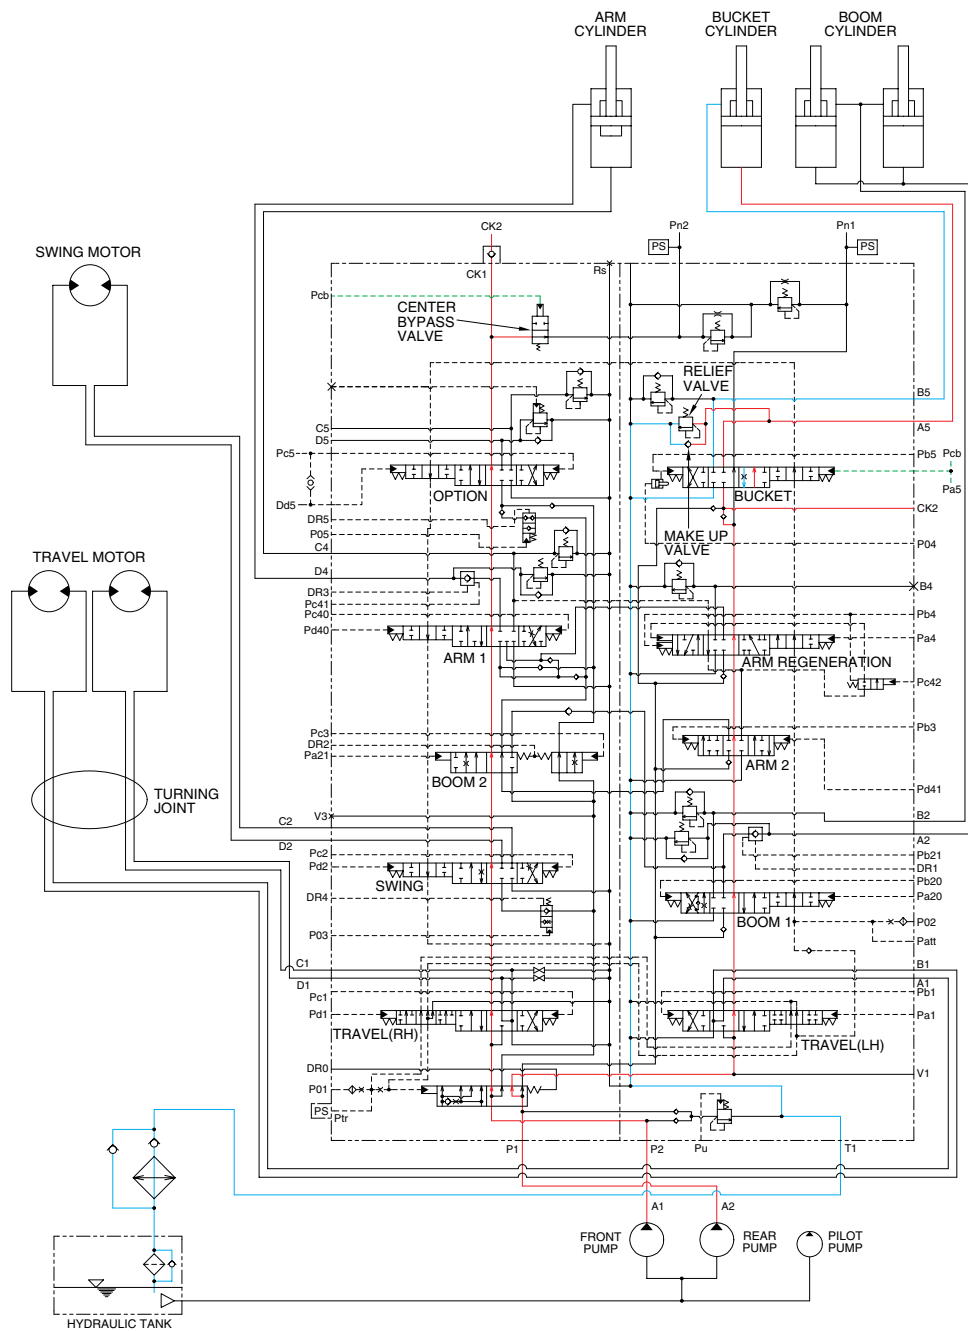 ARM
CYLINDER
BUCKET
CYLINDER
BOOM
CYLINDER
CK2
Pn2
Pn1
PS
PS
SWING MOTOR
CK1
Rs
Pcb
CENTER
BYPASS
VALVE
RELIEF
VALVE
B5
C5
D5
A5
Pc5
Pb5
Pcb
OPTION
BUCKET
Dd5
Pa5
DR5
CK2
P05
MAKE UP
VALVE
C4
P04
TRAVEL MOTOR
D4
B4
DR3
Pc41
Pc40
Pb4
Pd40
Pa4
ARM 1
ARM REGENERATION
Pc42
Pc3
Pb3
DR2
Pa21
ARM 2
BOOM 2
Pd41
TURNING
JOINT
V3
B2
C2
D2
A2
Pc2
Pb21
Pd2
DR1
SWING
Pb20
DR4
Pa20
BOOM 1
P03
P02
Patt
C1
B1
D1
A1
Pc1
Pb1
Pd1
Pa1
TRAVEL(RH)
TRAVEL(LH)
DR0
V1
P01
PS
Ptr
P1
P2
Pu
T1
A1
A2
FRONT
PUMP
REAR
PUMP
PILOT
PUMP
HYDRAULIC TANK